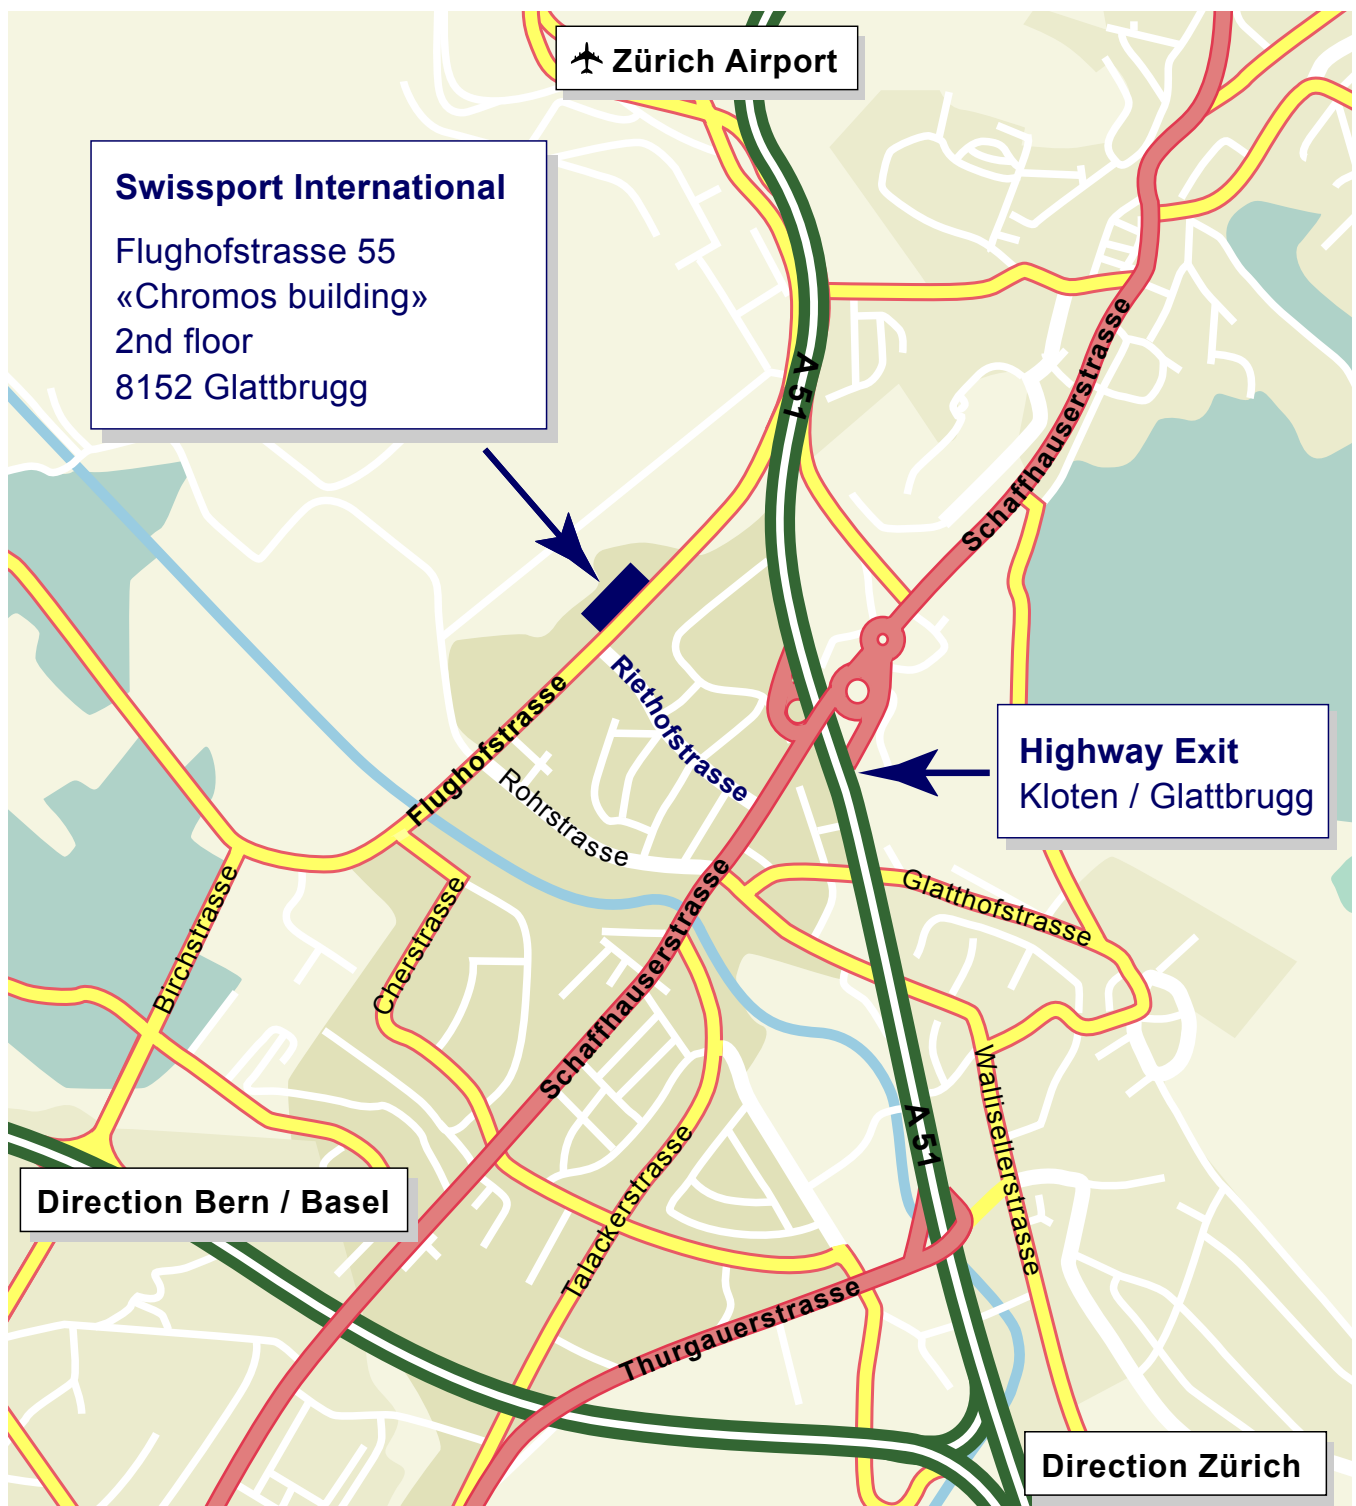 Zürich Airport
Swissport International
Flughofstrasse 55
«Chromos building»
2nd floor
8152 Glattbrugg
A 51
Schaffhauserstrasse
Riethofstrasse
Flughofstrasse
Rohrstrasse
Highway Exit
Kloten / Glattbrugg
Glatthofstrasse
Birchstrasse
Cherstrasse
Schaffhauserstrasse
Wallisellerstrasse
A 51
Talackerstrasse
Direction Bern / Basel
Thurgauerstrasse
Direction Zürich